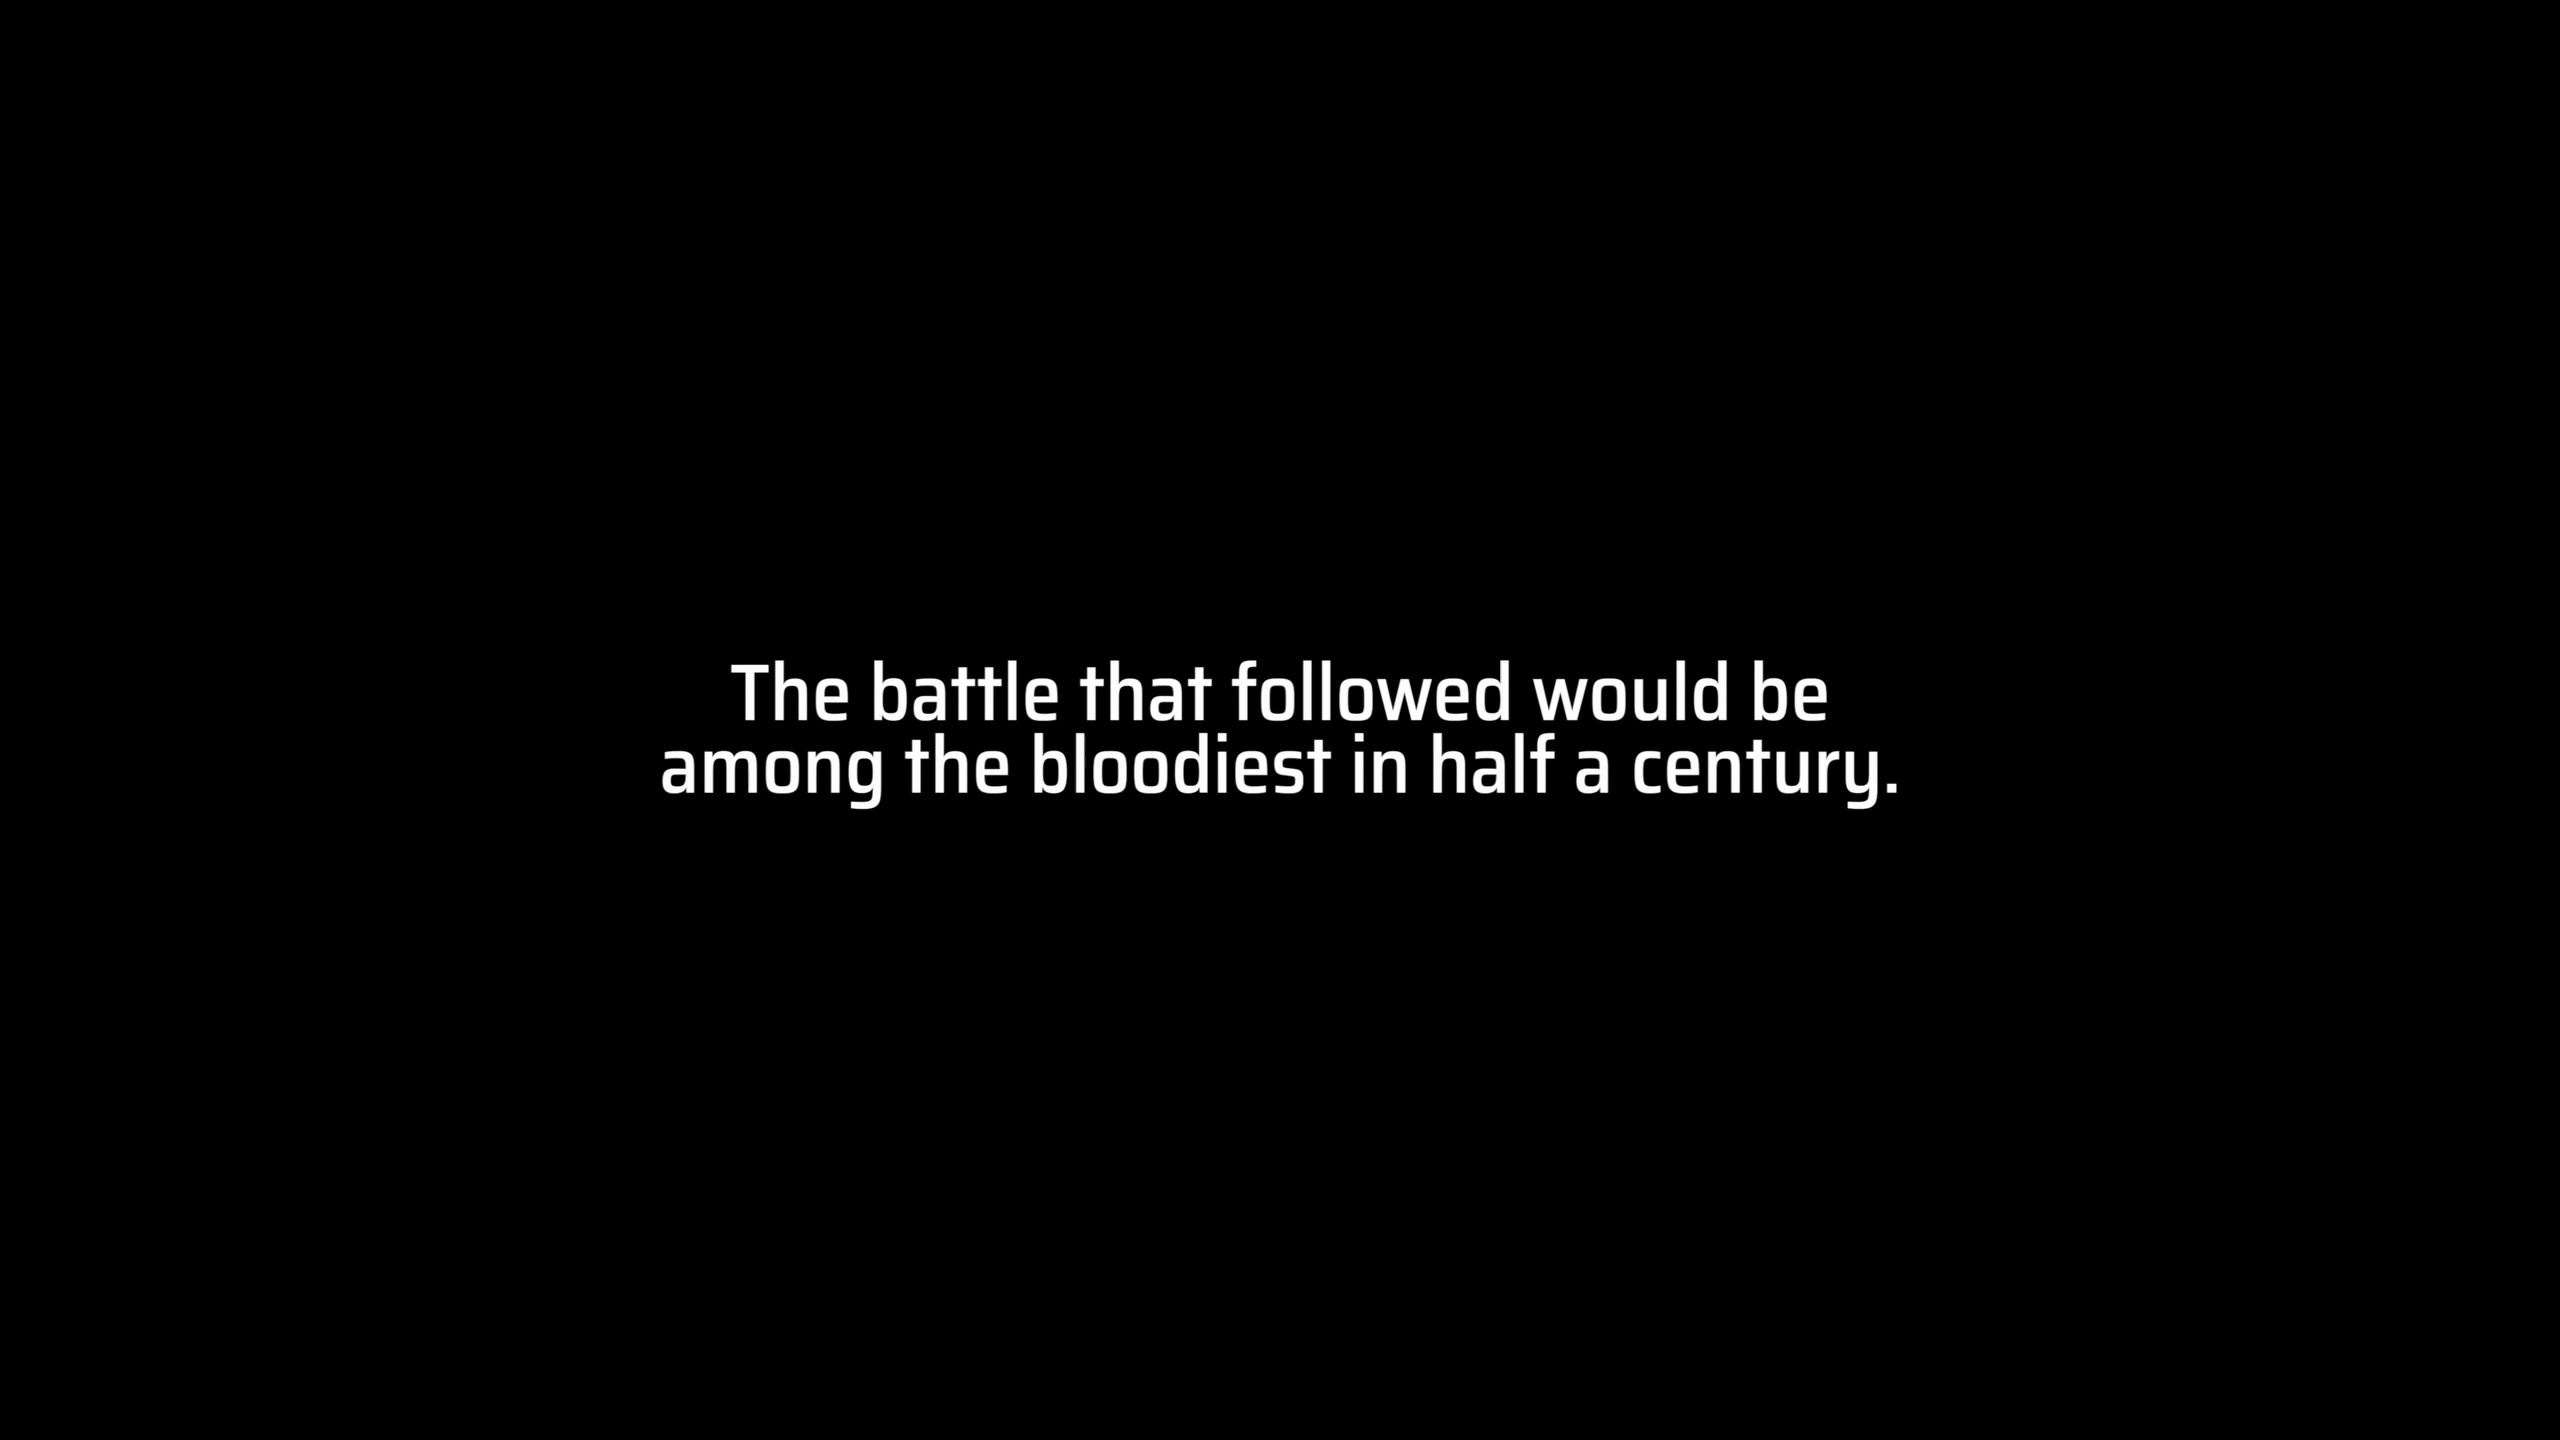 The battle that followed would be
among the bloodiest in half a century.